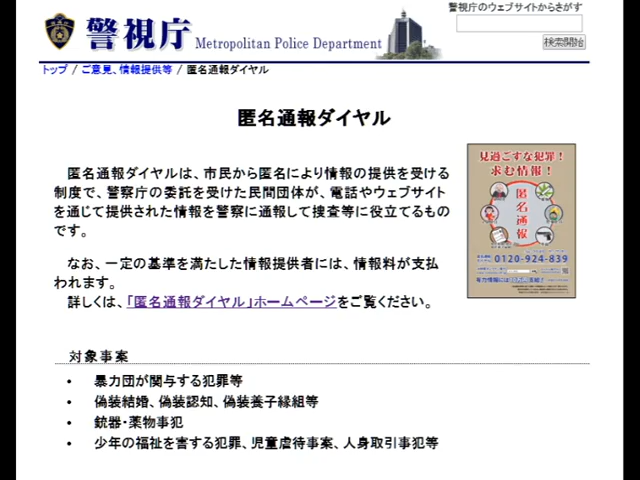 警視庁のウェブサイトからさがす
警視庁 Metropolitan Police Department
検索開始
トップ / ご意見、情報提供等 / 匿名通報ダイヤル
匿名通報ダイヤル
匿名通報ダイヤルは、市民から匿名により情報の提供を受ける
制度で、警察庁の委託を受けた民間団体が、電話やウェブサイト
を通じて提供された情報を警察に通報して捜査等に役立てるもの
です。
なお、一定の基準を満たした情報提供者には、情報料が支払
われます。
詳しくは、「匿名通報ダイヤル」ホームページをご覧ください。
見過ごすな犯罪！
求む情報！
匿名通報
0120-924-839
対象事案
• 暴力団が関与する犯罪等
• 偽装結婚、偽装認知、偽装養子縁組等
• 銃器・薬物事犯
• 少年の福祉を害する犯罪、児童虐待事案、人身取引事犯等